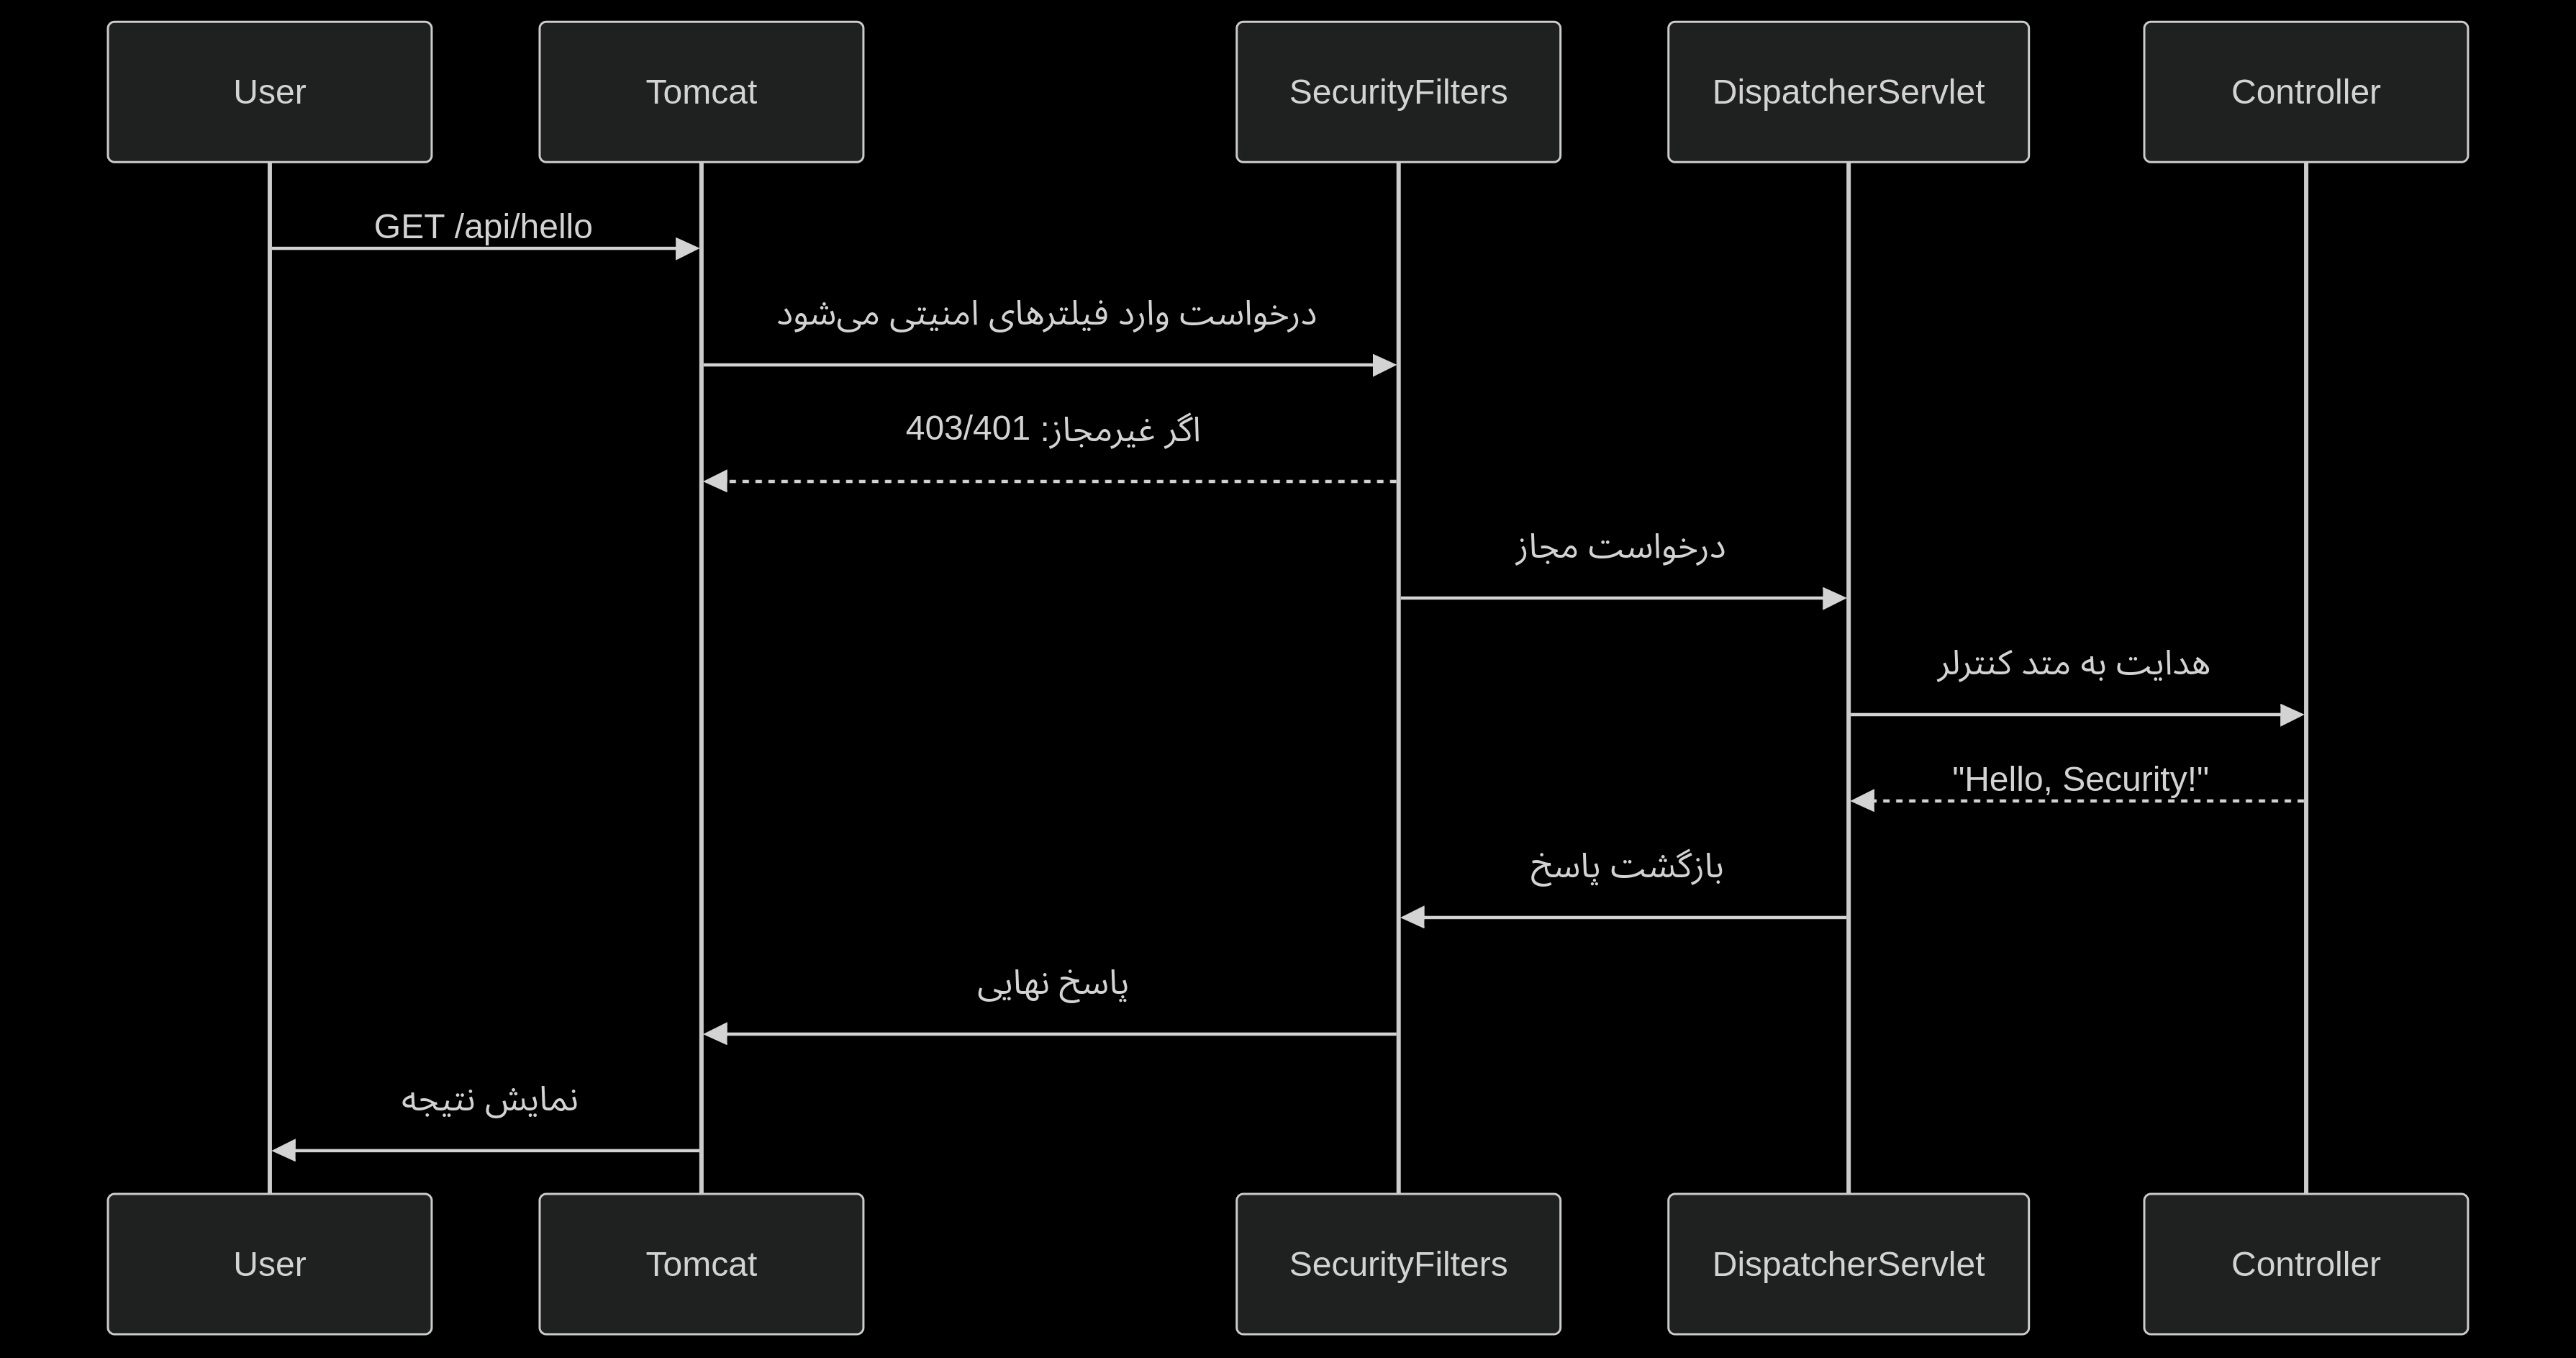 User
Tomcat
SecurityFilters
DispatcherServlet
Controller
GET /api/hello
درخواست وارد فیلترهای امنیتی می‌شود
اگر غیرمجاز: 403/401
درخواست مجاز
هدایت به متد کنترلر
"Hello, Security!"
بازگشت پاسخ
پاسخ نهایی
نمایش نتیجه
User
Tomcat
SecurityFilters
DispatcherServlet
Controller